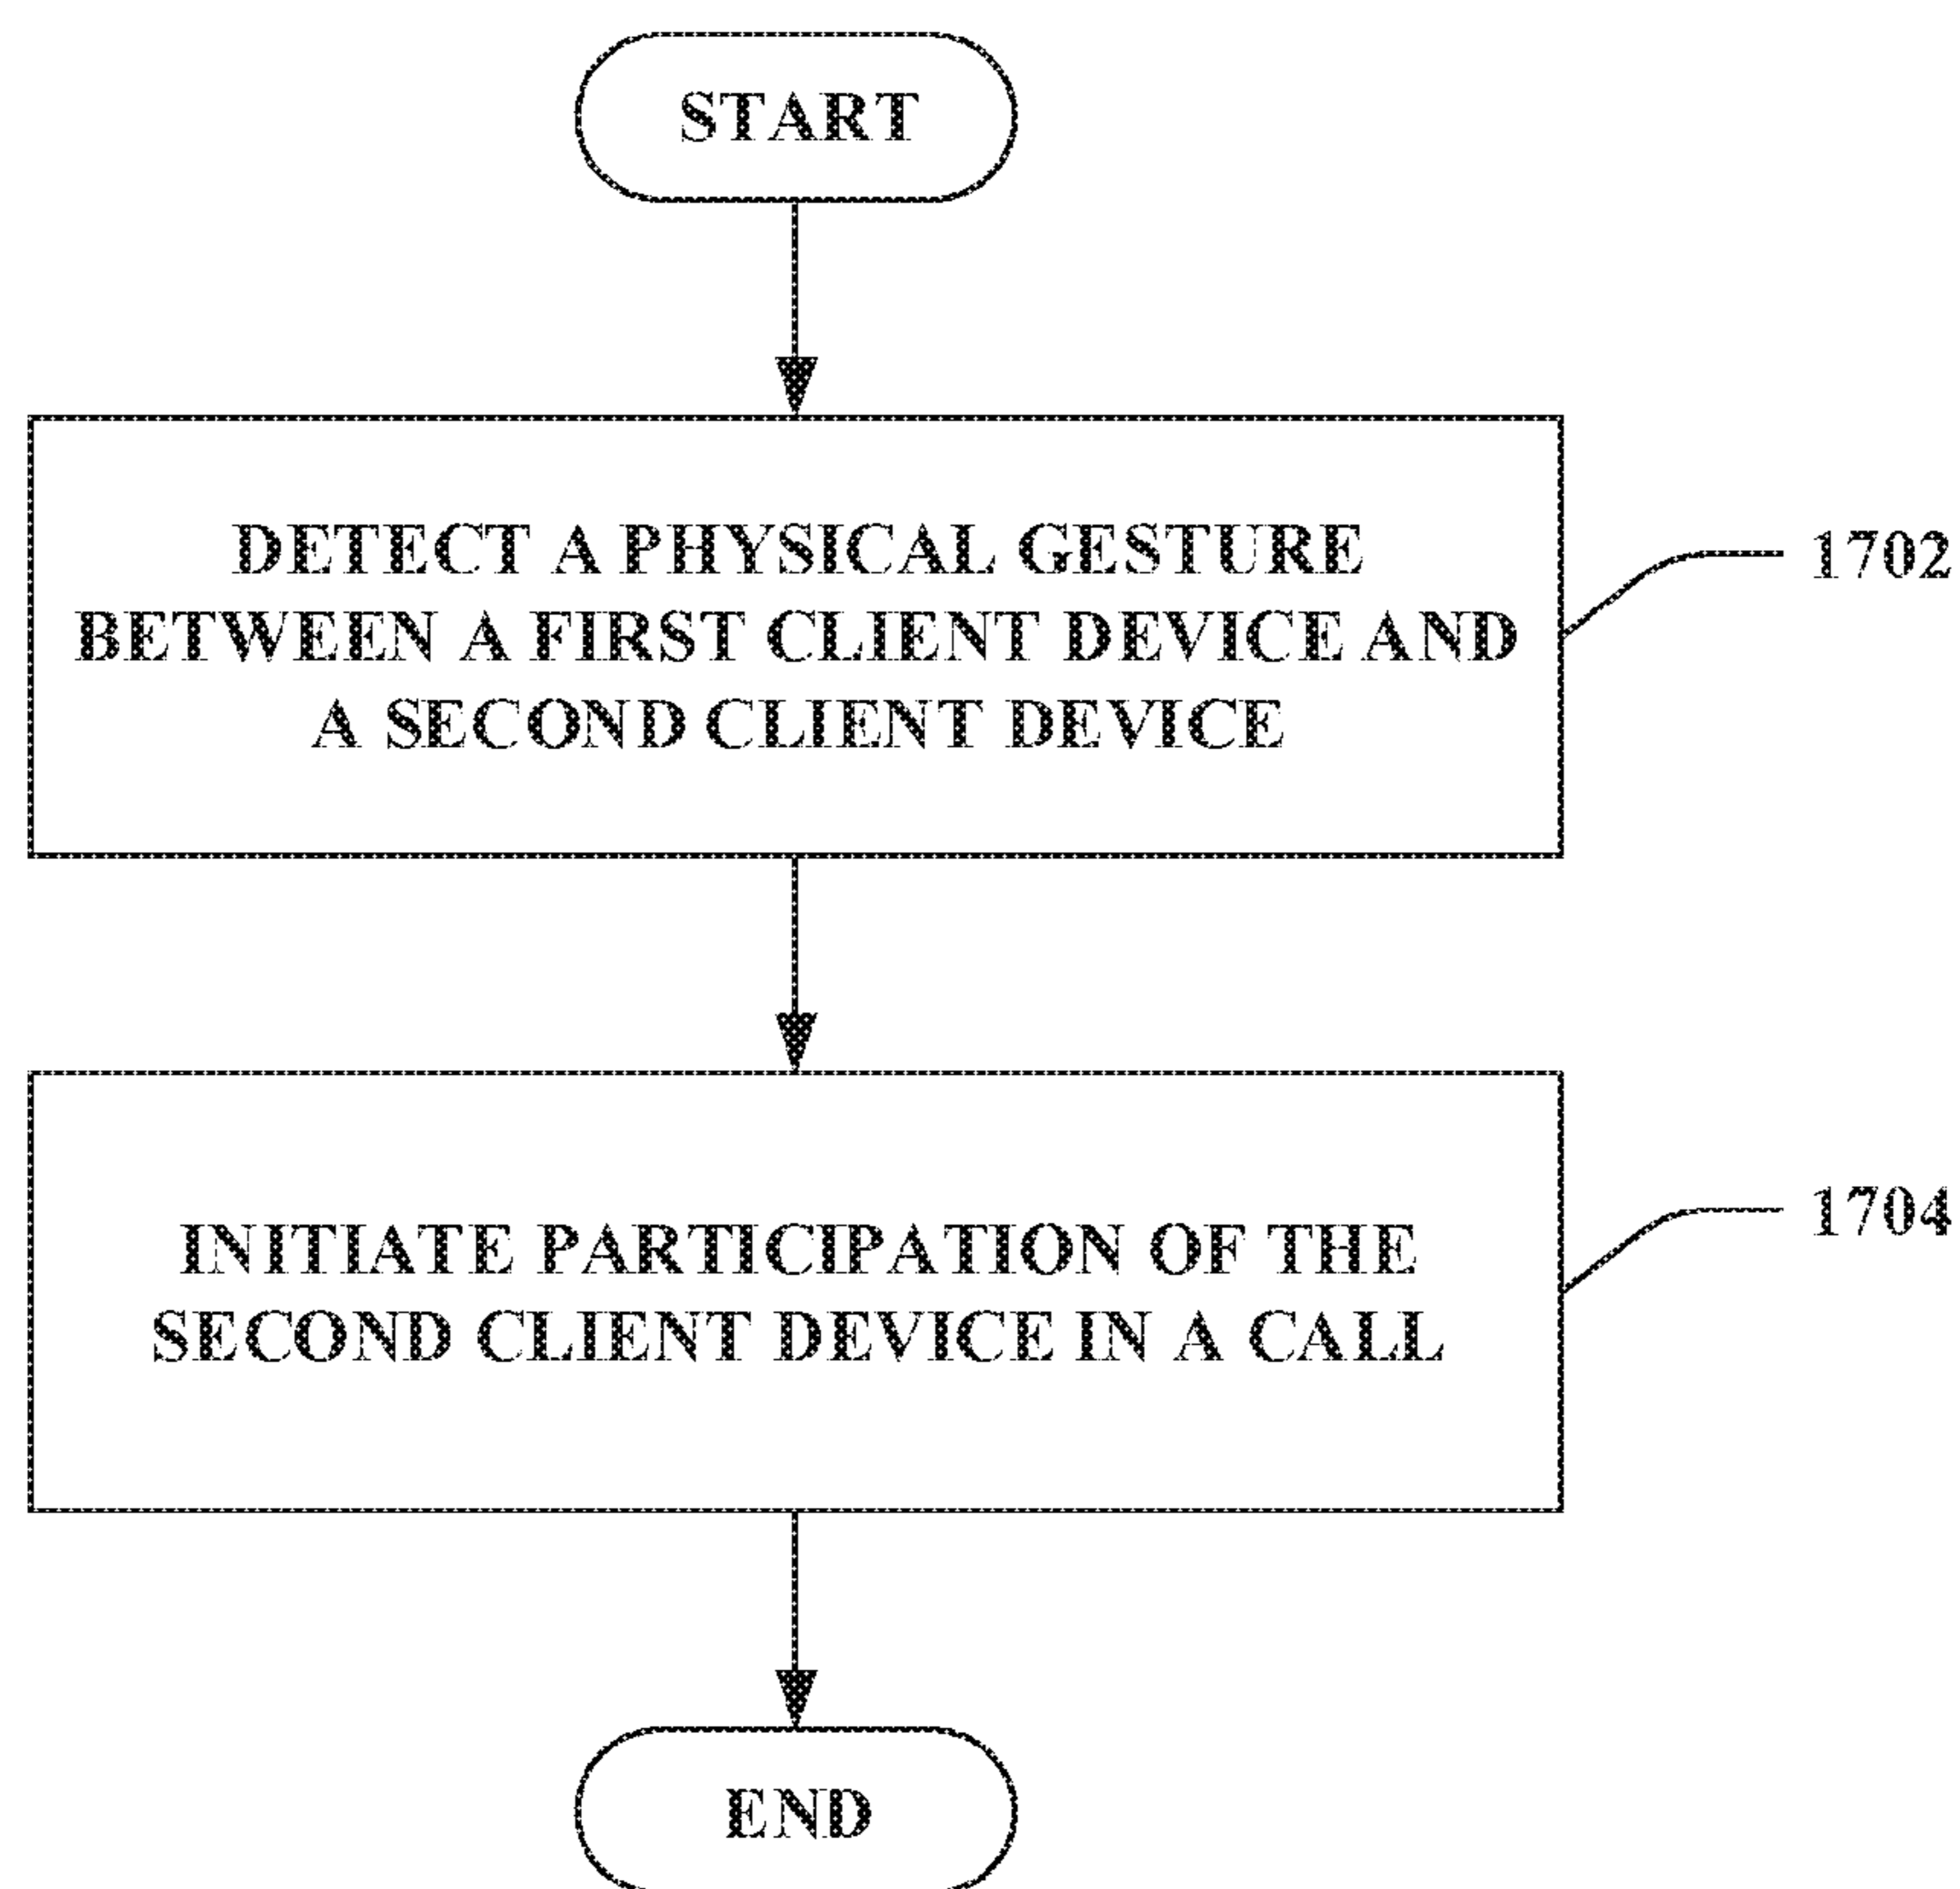 START
DETECT A PHYSICAL GESTURE
BETWEEN A FIRST CLIENT DEVICE AND
A SECOND CLIENT DEVICE
1702
INITIATE PARTICIPATION OF THE
SECOND CLIENT DEVICE IN A CALL
1704
END